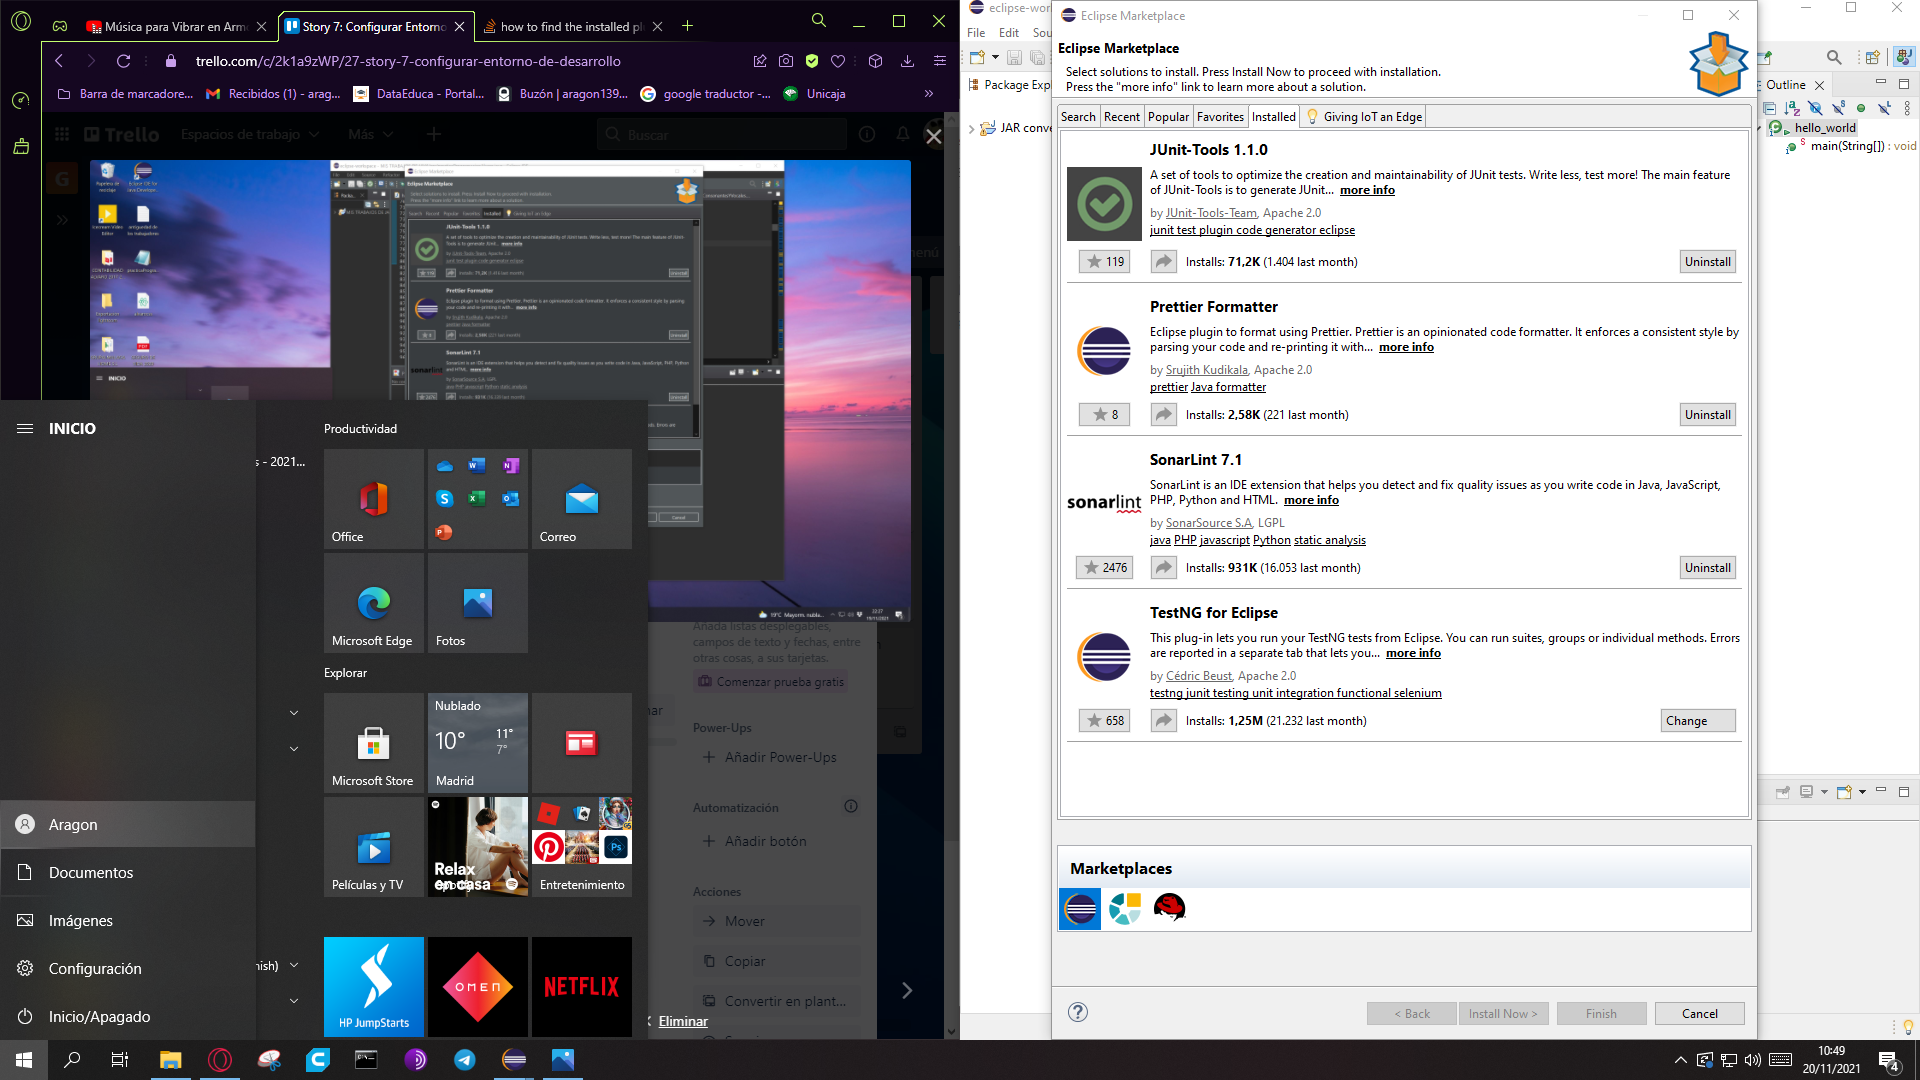 Música para Vibrar en Armo
Story 7: Configurar Entorno
how to find the installed pl
trello.com/c/2k1a9zWP/27-story-7-configurar-entorno-de-desarrollo
Barra de marcadore...
Recibidos (1) - arag...
DataEduca - Portal...
Buzón | aragon139...
google traductor -...
Unicaja
»
Trello
Espacios de trabajo
Más
Buscar
G
INICIO
INICIO
s - 2021...
Productividad
Office
Correo
Microsoft Edge
Fotos
Explorar
Microsoft Store
Nublado
10°
11°
7°
Madrid
Películas y TV
Relax
en casa
Entretenimiento
HP JumpStarts
OMEN
NETFLIX
Aragon
Documentos
Imágenes
Configuración
Inicio/Apagado
nish)
Añada listas desplegables,
campos de texto y fechas, entre
otras cosas, a sus tarjetas.
Comenzar prueba gratis
Power-Ups
Añadir Power-Ups
Automatización
Añadir botón
Acciones
Mover
Copiar
Convertir en plant...
Eliminar
eclipse-wor
File
Edit
Sou
Package Exp
JAR conve
Eclipse Marketplace
Eclipse Marketplace
Select solutions to install. Press Install Now to proceed with installation.
Press the "more info" link to learn more about a solution.
Search
Recent
Popular
Favorites
Installed
Giving IoT an Edge
JUnit-Tools 1.1.0
A set of tools to optimize the creation and maintainability of JUnit tests. Write less, test more! The main feature
of JUnit-Tools is to generate JUnit... more info
by JUnit-Tools-Team, Apache 2.0
junit test plugin code generator eclipse
119
Installs: 71,2K (1.404 last month)
Uninstall
Prettier Formatter
Eclipse plugin to format using Prettier. Prettier is an opinionated code formatter. It enforces a consistent style by
parsing your code and re-printing it with... more info
by Srujith Kudikala, Apache 2.0
prettier Java formatter
8
Installs: 2,58K (221 last month)
Uninstall
SonarLint 7.1
sonarlint
SonarLint is an IDE extension that helps you detect and fix quality issues as you write code in Java, JavaScript,
PHP, Python and HTML. more info
by SonarSource S.A, LGPL
java PHP javascript Python static analysis
2476
Installs: 931K (16.053 last month)
Uninstall
TestNG for Eclipse
This plug-in lets you run your TestNG tests from Eclipse. You can run suites, groups or individual methods. Errors
are reported in a separate tab that lets you... more info
by Cédric Beust, Apache 2.0
testng junit testing unit integration functional selenium
658
Installs: 1,25M (21.232 last month)
Change
Marketplaces
< Back
Install Now >
Finish
Cancel
Outline
hello_world
main(String[]) : void
10:49
20/11/2021
4